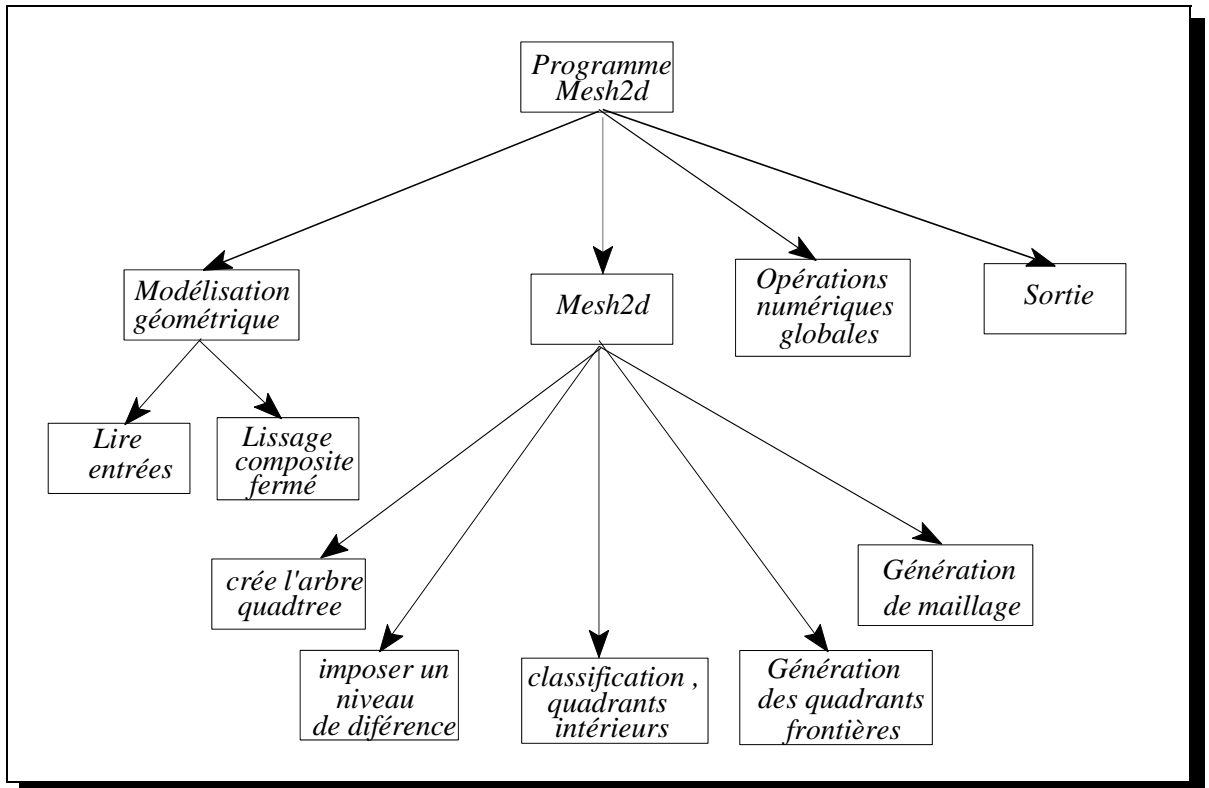 Programme
Mesh2d
Modélisation
géométrique
Mesh2d
Opérations
numériques
globales
Sortie
Lire
entrées
Lissage
composite
fermé
crée l'arbre
quadtree
imposer un
niveau
de diférence
classification ,
quadrants
intérieurs
Génération
des quadrants
frontières
Génération
de maillage